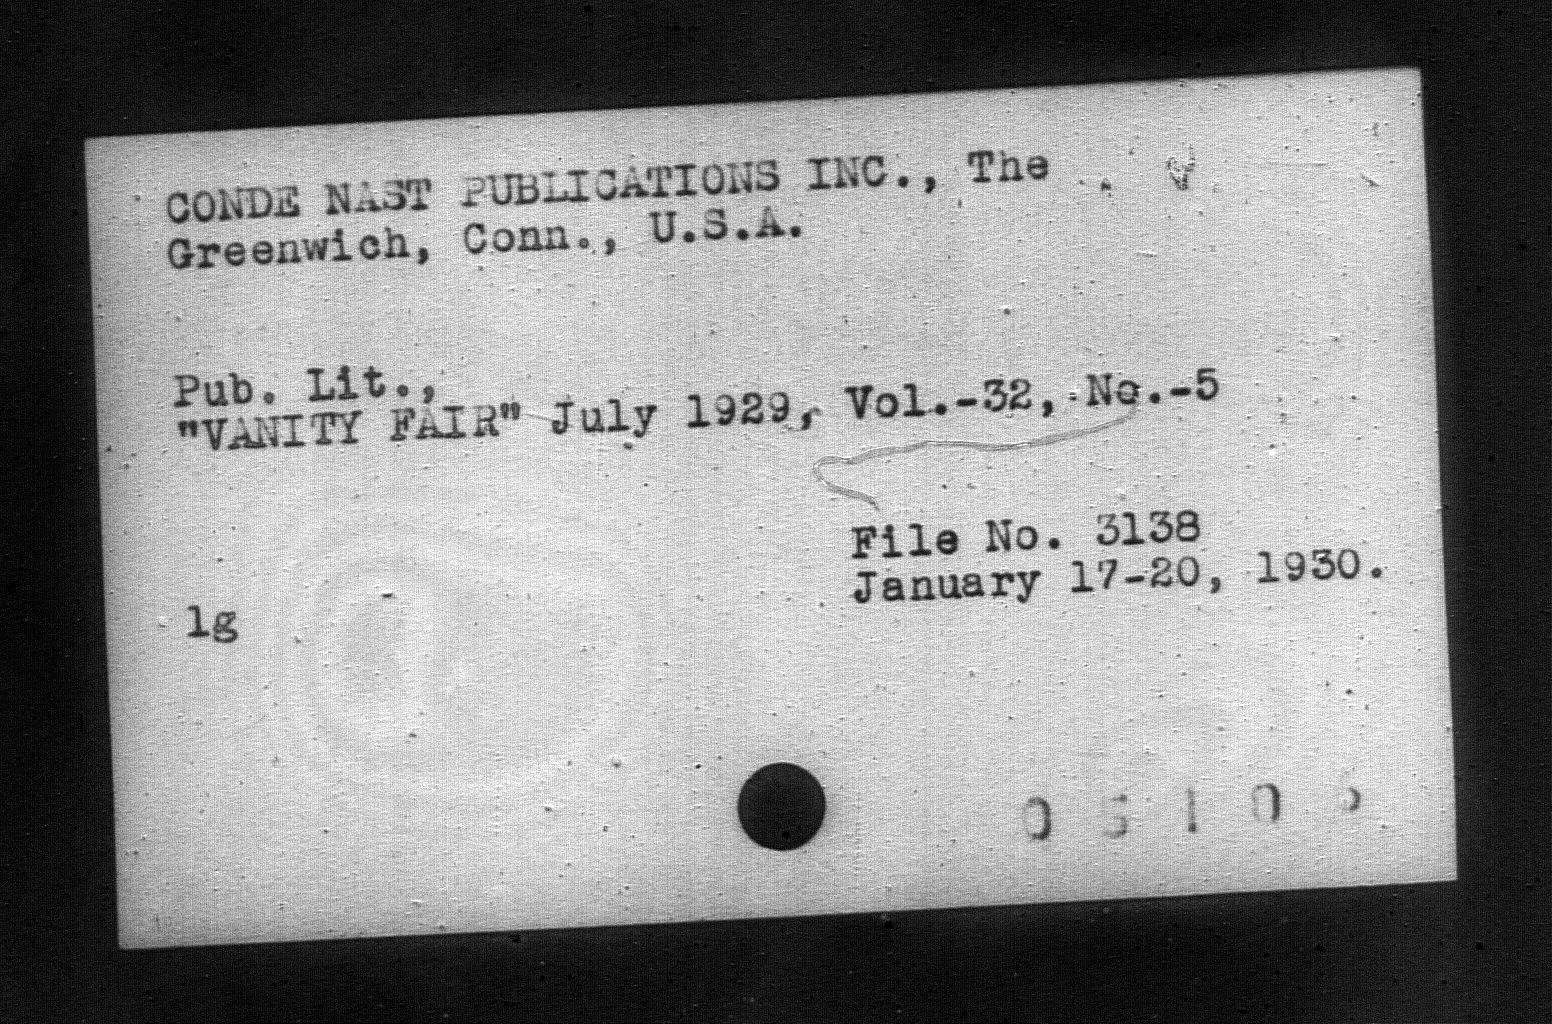 CONDE NAST PUBLICATIONS INC., The
Greenwich, Conn., U.S.A.
Pub. Lit.,
"VANITY FAIR" July 1929, Vol.-32, No.-5
File No. 3138
January 17-20, 1930.
lg